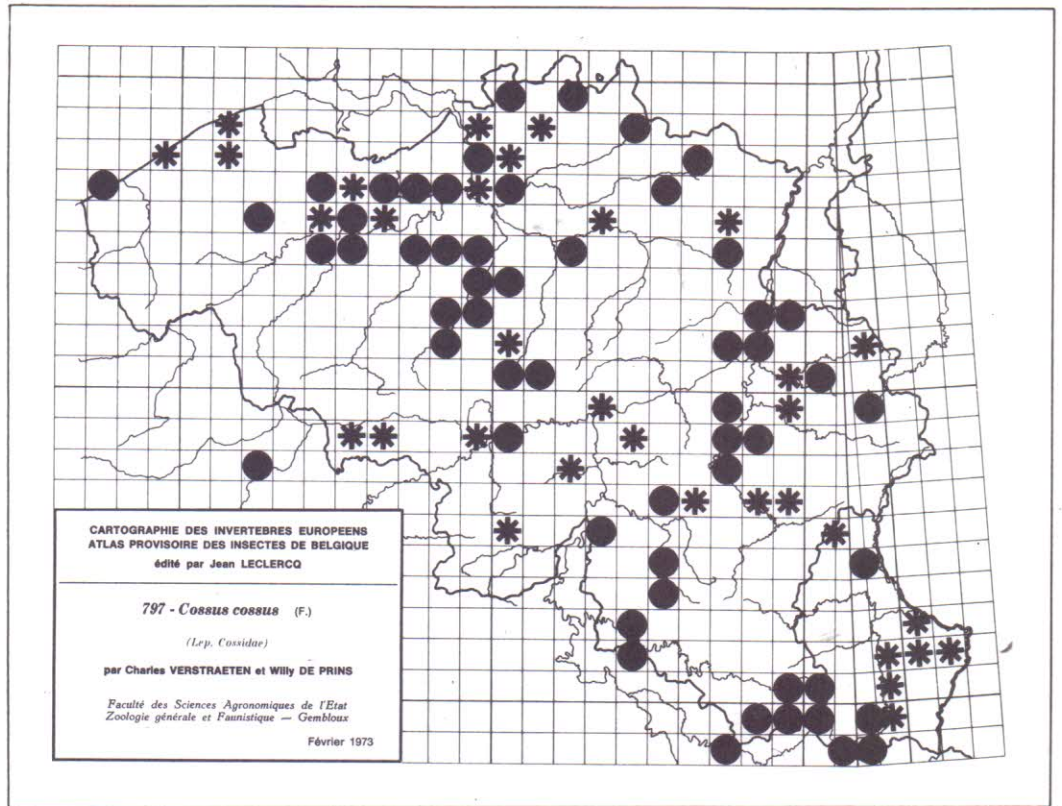 CARTOGRAPHIE DES INVERTEBRES EUROPEENS
ATLAS PROVISOIRE DES INSECTES DE BELGIQUE
édité par Jean LECLERCQ
797 - Cossus cossus (F.)
(Lep. Cossidae)
par Charles VERSTRAETEN et Willy DE PRINS
Faculté des Sciences Agronomiques de l'Etat
Zoologie générale et Faunistique — Gembloux
Février 1973